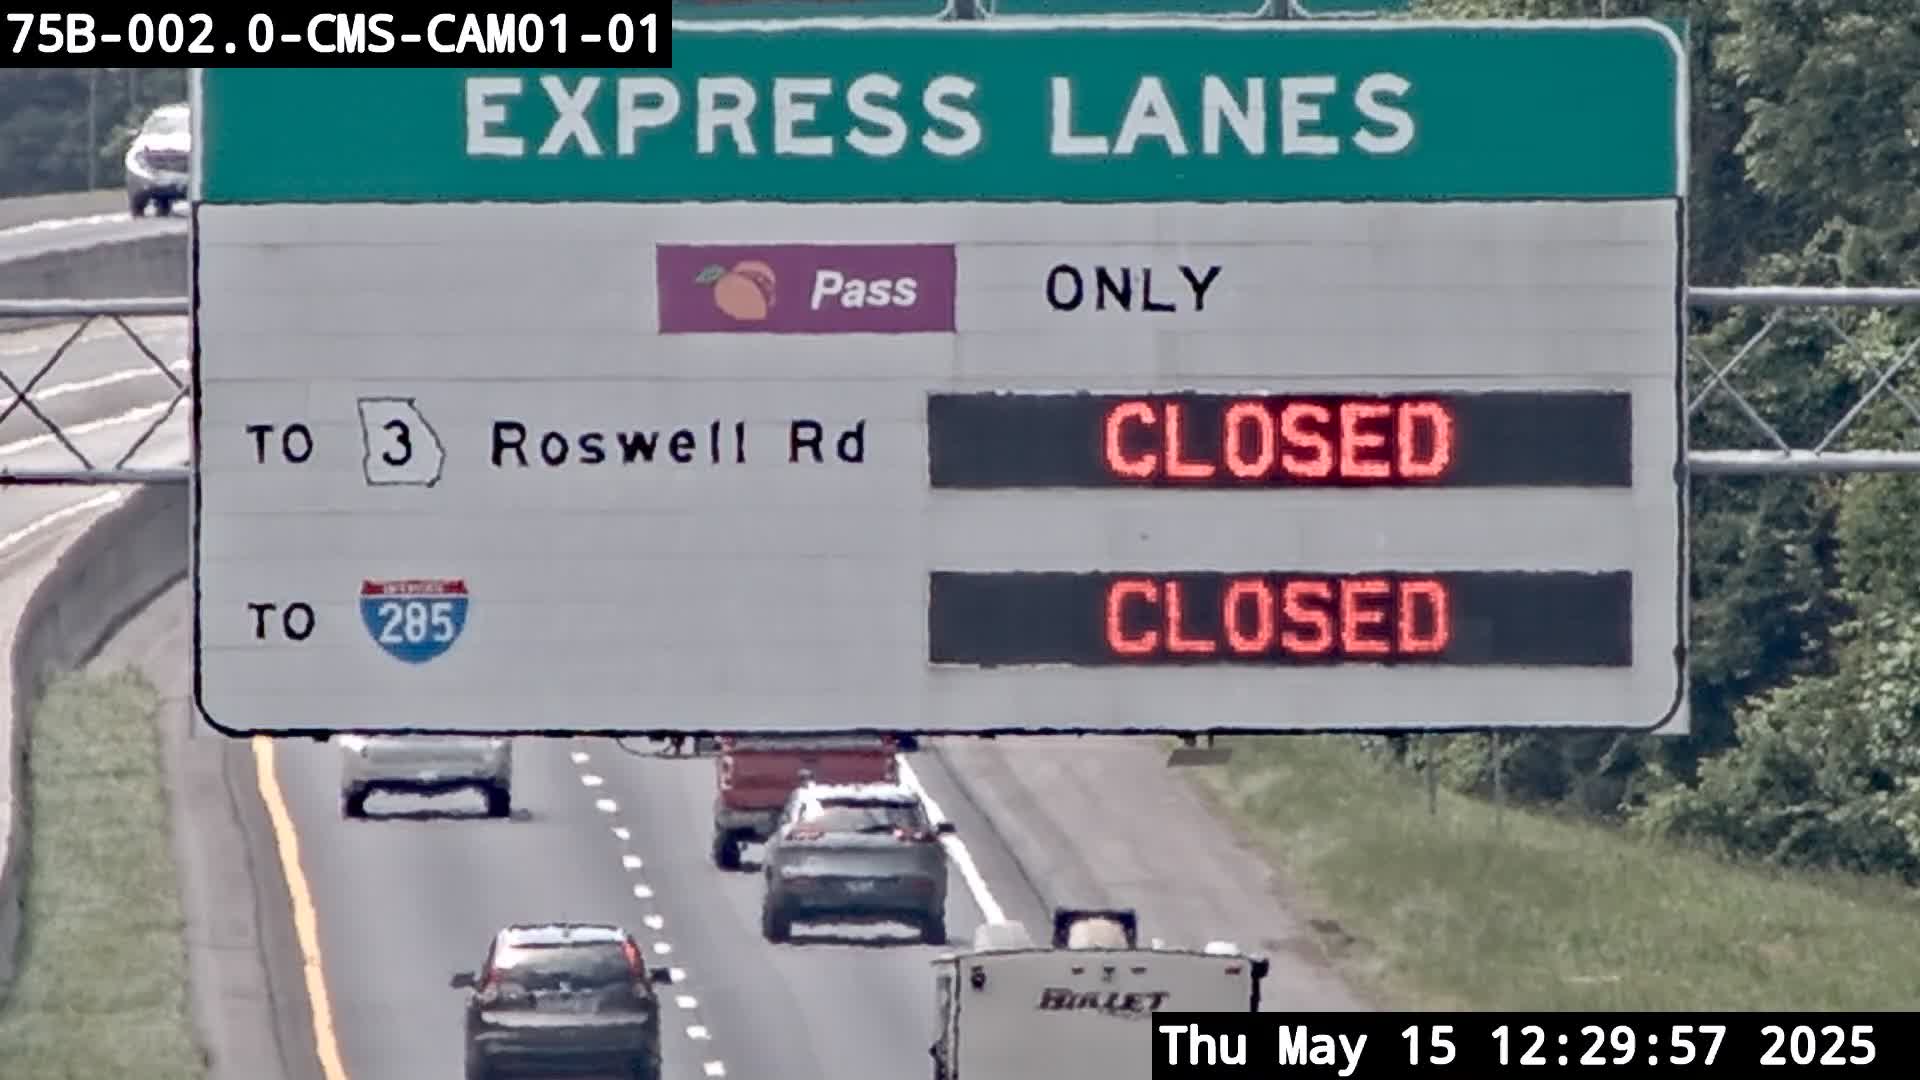 75B-002.0-CMS-CAM01-01
EXPRESS LANES
Pass ONLY
TO 3 Roswell Rd CLOSED
TO 285 CLOSED
BULLET
Thu May 15 12:29:57 2025